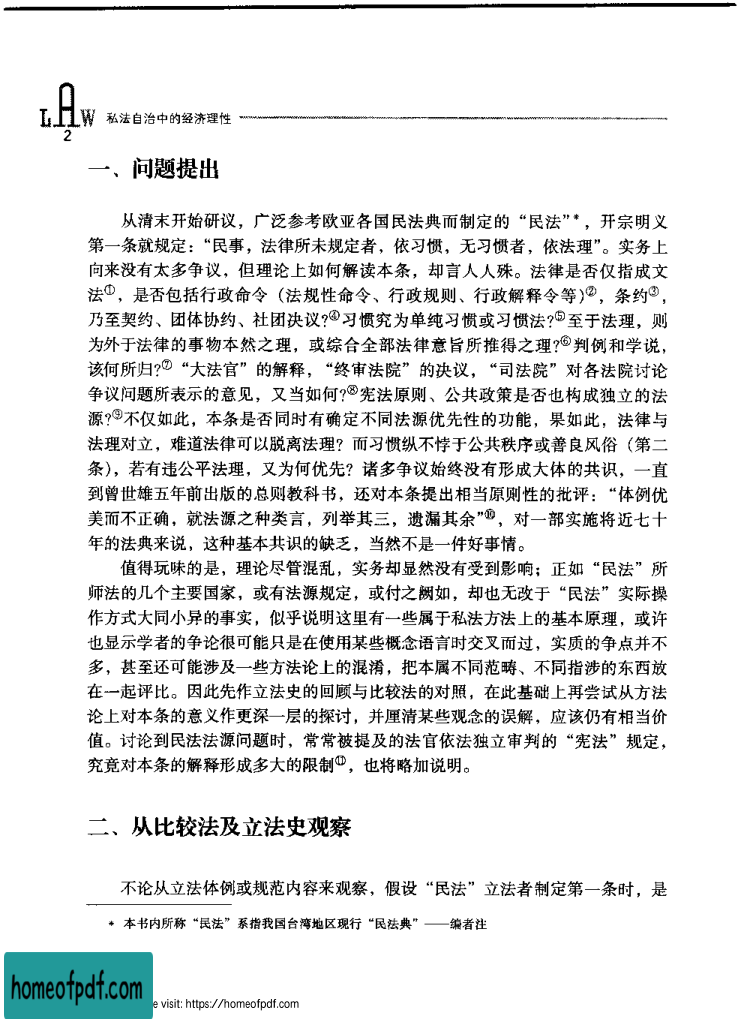 LAW 私法自治中的经济理性
2
一、问题提出
从清末开始研议，广泛参考欧亚各国民法典而制定的“民法”*，开宗明义
第一条就规定：“民事，法律所未规定者，依习惯，无习惯者，依法理”。实务上
向来没有太多争议，但理论上如何解读本条，却言人人殊。法律是否仅指成文
法①，是否包括行政命令（法规性命令、行政规则、行政解释令等）②，条约③，
乃至契约、团体协约、社团决议?④习惯究为单纯习惯或习惯法?⑤至于法理，则
为外于法律的事物本然之理，或综合全部法律意旨所推得之理?⑥判例和学说，
该何所归?⑦“大法官”的解释，“终审法院”的决议，“司法院”对各法院讨论
争议问题所表示的意见，又当如何?⑧宪法原则、公共政策是否也构成独立的法
源?⑨不仅如此，本条是否同时有确定不同法源优先性的功能，果如此，法律与
法理对立，难道法律可以脱离法理？而习惯纵不悖于公共秩序或善良风俗（第二
条），若有违公平法理，又为何优先？诸多争议始终没有形成大体的共识，一直
到曾世雄五年前出版的总则教科书，还对本条提出相当原则性的批评：“体例优
美而不正确，就法源之种类言，列举其三，遗漏其余”⑩，对一部实施将近七十
年的法典来说，这种基本共识的缺乏，当然不是一件好事情。
值得玩味的是，理论尽管混乱，实务却显然没有受到影响；正如“民法”所
师法的几个主要国家，或有法源规定，或付之阙如，却也无改于“民法”实际操
作方式大同小异的事实，似乎说明这里有一些属于私法方法上的基本原理，或许
也显示学者的争论很可能只是在使用某些概念语言时交叉而过，实质的争点并不
多，甚至还可能涉及一些方法论上的混淆，把本属不同范畴、不同指涉的东西放
在一起评比。因此先作立法史的回顾与比较法的对照，在此基础上再尝试从方法
论上对本条的意义作更深一层的探讨，并厘清某些观念的误解，应该仍有相当价
值。讨论到民法法源问题时，常常被提及的法官依法独立审判的“宪法”规定，
究竟对本条的解释形成多大的限制⑪，也将略加说明。
二、从比较法及立法史观察
不论从立法体例或规范内容来观察，假设“民法”立法者制定第一条时，是
* 本书内所称“民法”系指我国台湾地区现行“民法典”——编者注
homeofpdf.com
e visit: https://homeofpdf.com